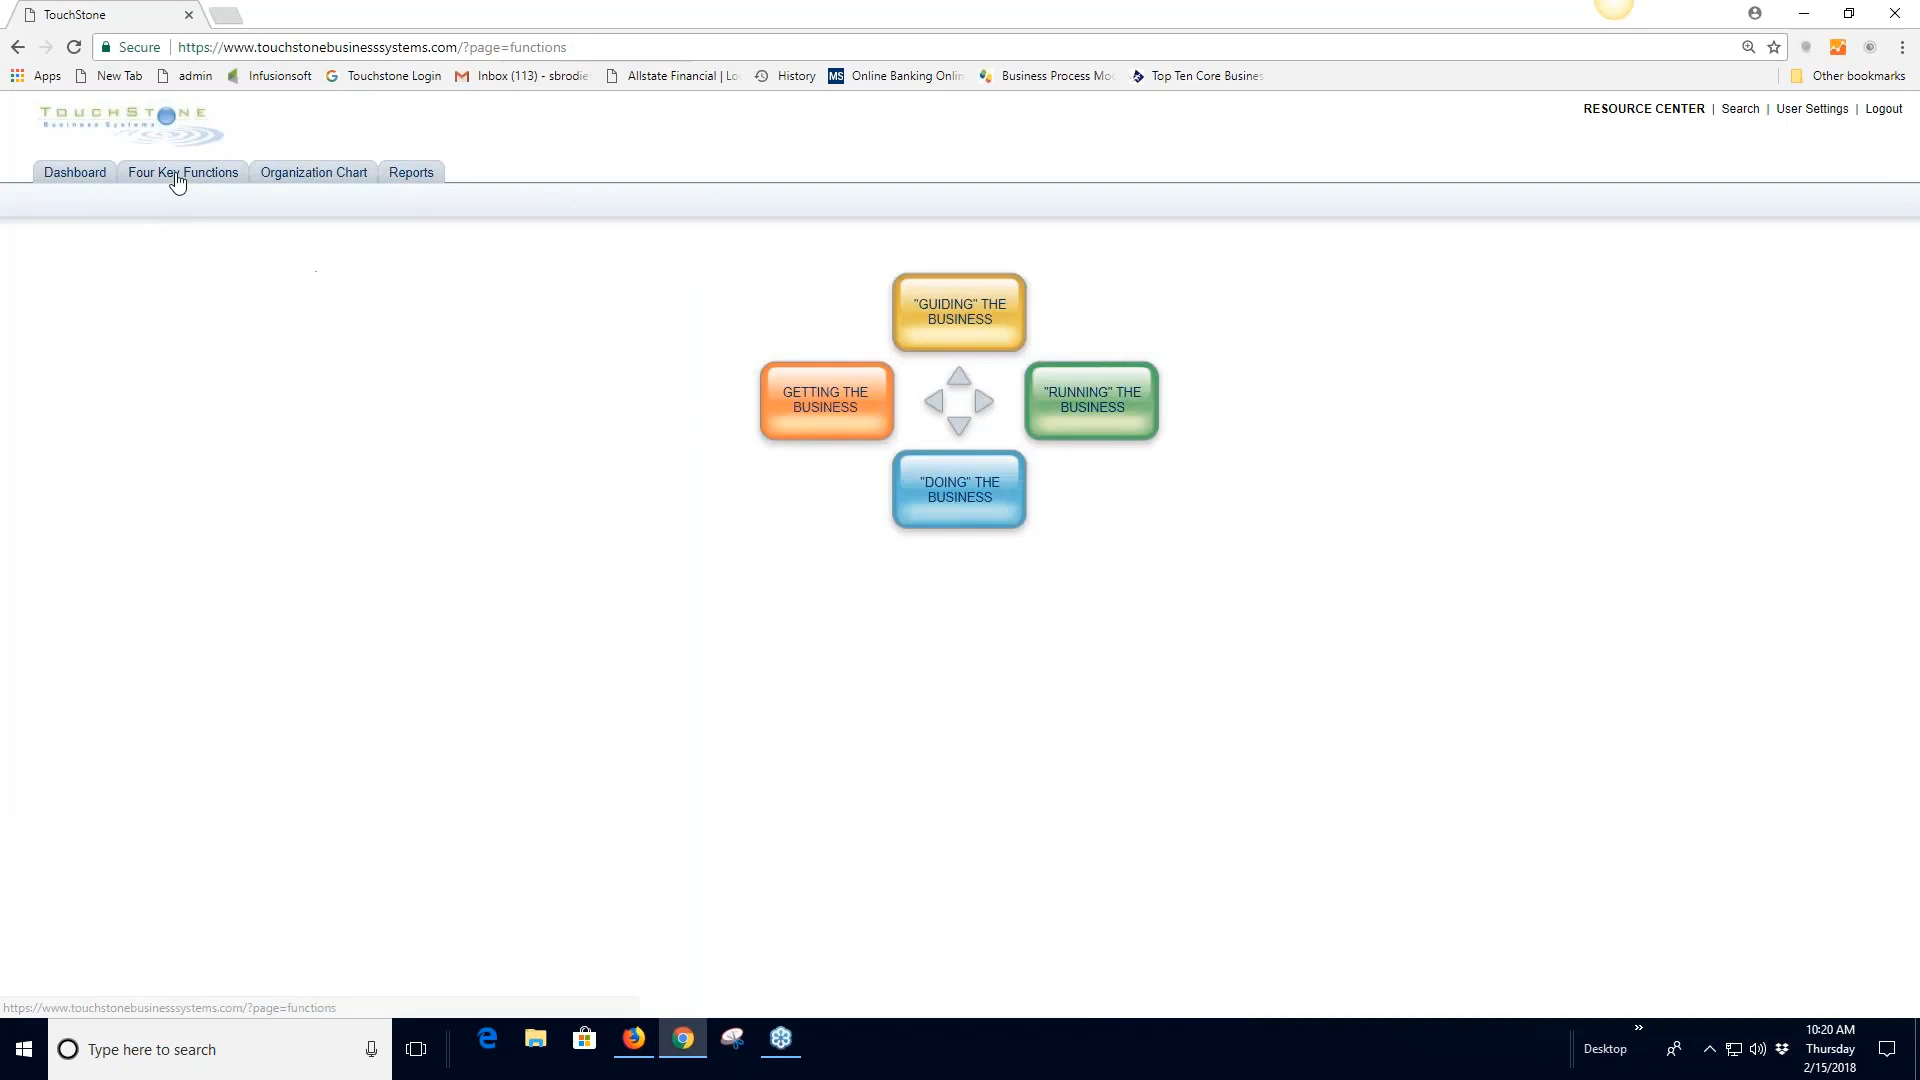 TouchStone
Secure https://www.touchstonebusinesssystems.com/?page=functions
Apps New Tab admin Infusionsoft Touchstone Login Inbox (113) - sbrodie Allstate Financial | Lo History MS Online Banking Onlin Business Process Mo Top Ten Core Busines Other bookmarks
TOUCHSTONE
Business Systems
RESOURCE CENTER | Search | User Settings | Logout
Dashboard Four Key Functions Organization Chart Reports
"GUIDING" THE
BUSINESS
GETTING THE
BUSINESS
"RUNNING" THE
BUSINESS
"DOING" THE
BUSINESS
https://www.touchstonebusinesssystems.com/?page=functions
Type here to search
Desktop
10:20 AM
Thursday
2/15/2018